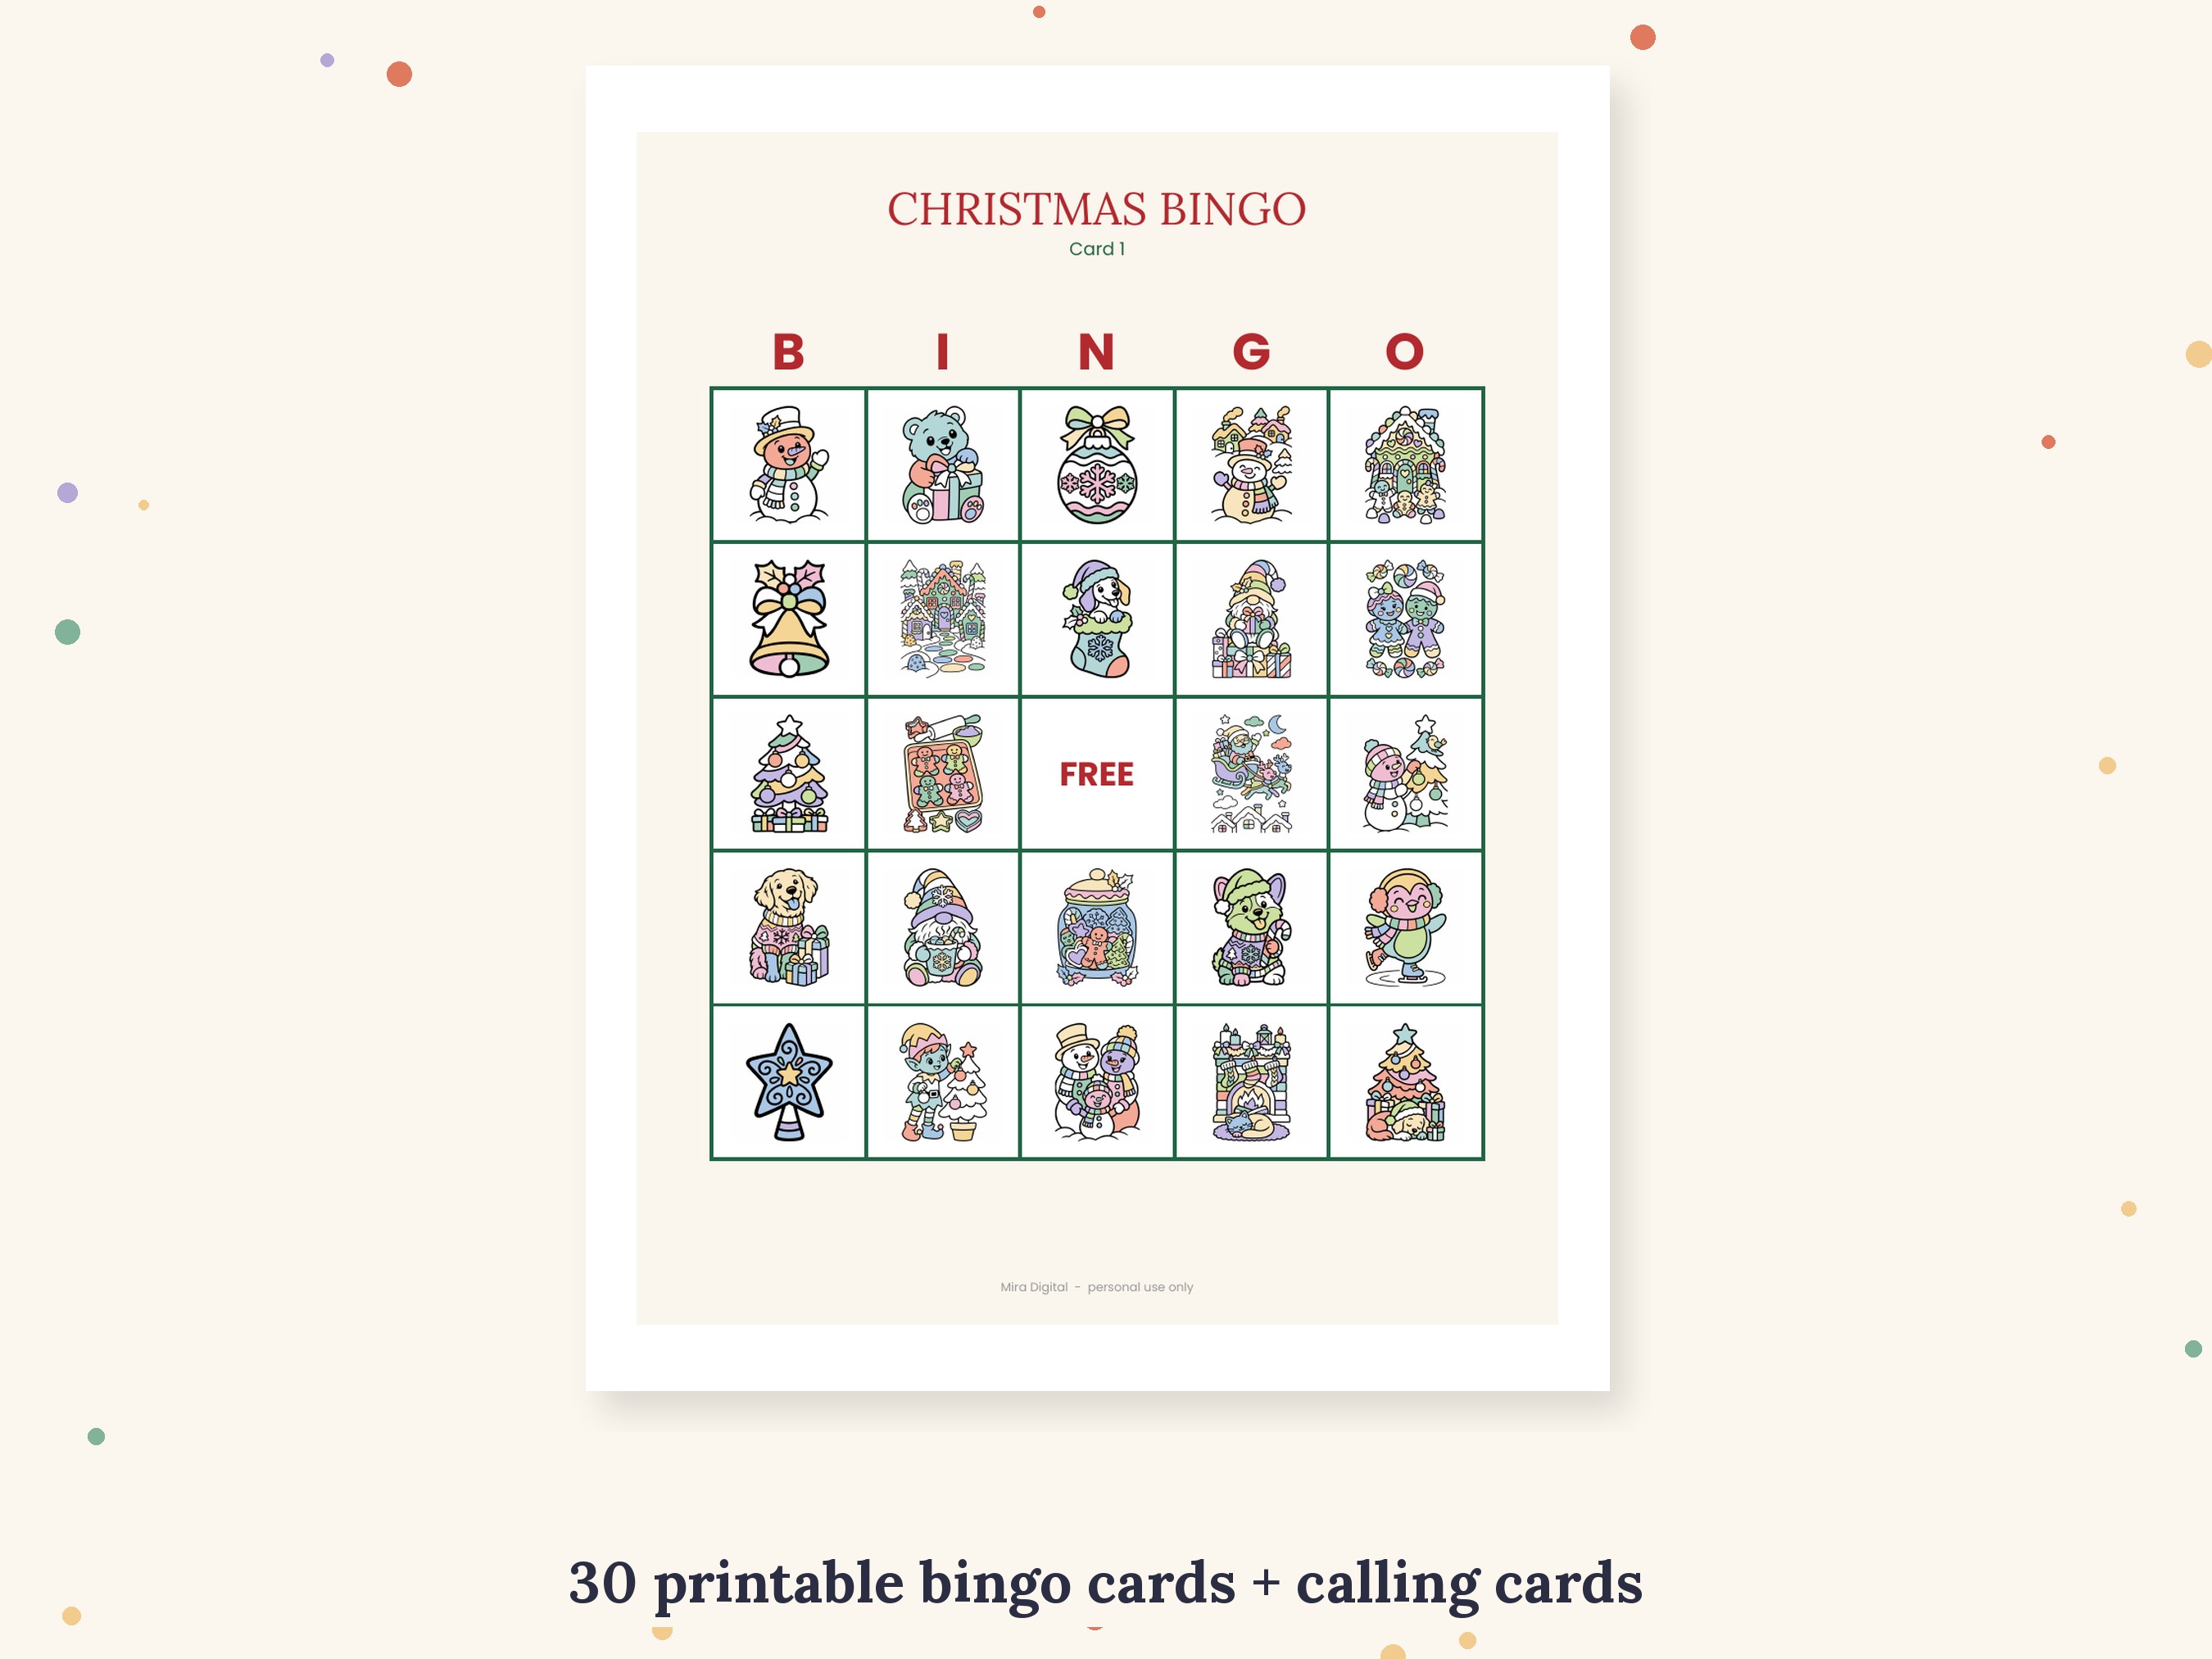 CHRISTMAS BINGO
Card 1
B I N G O
FREE
Mira Digital - personal use only
30 printable bingo cards + calling cards